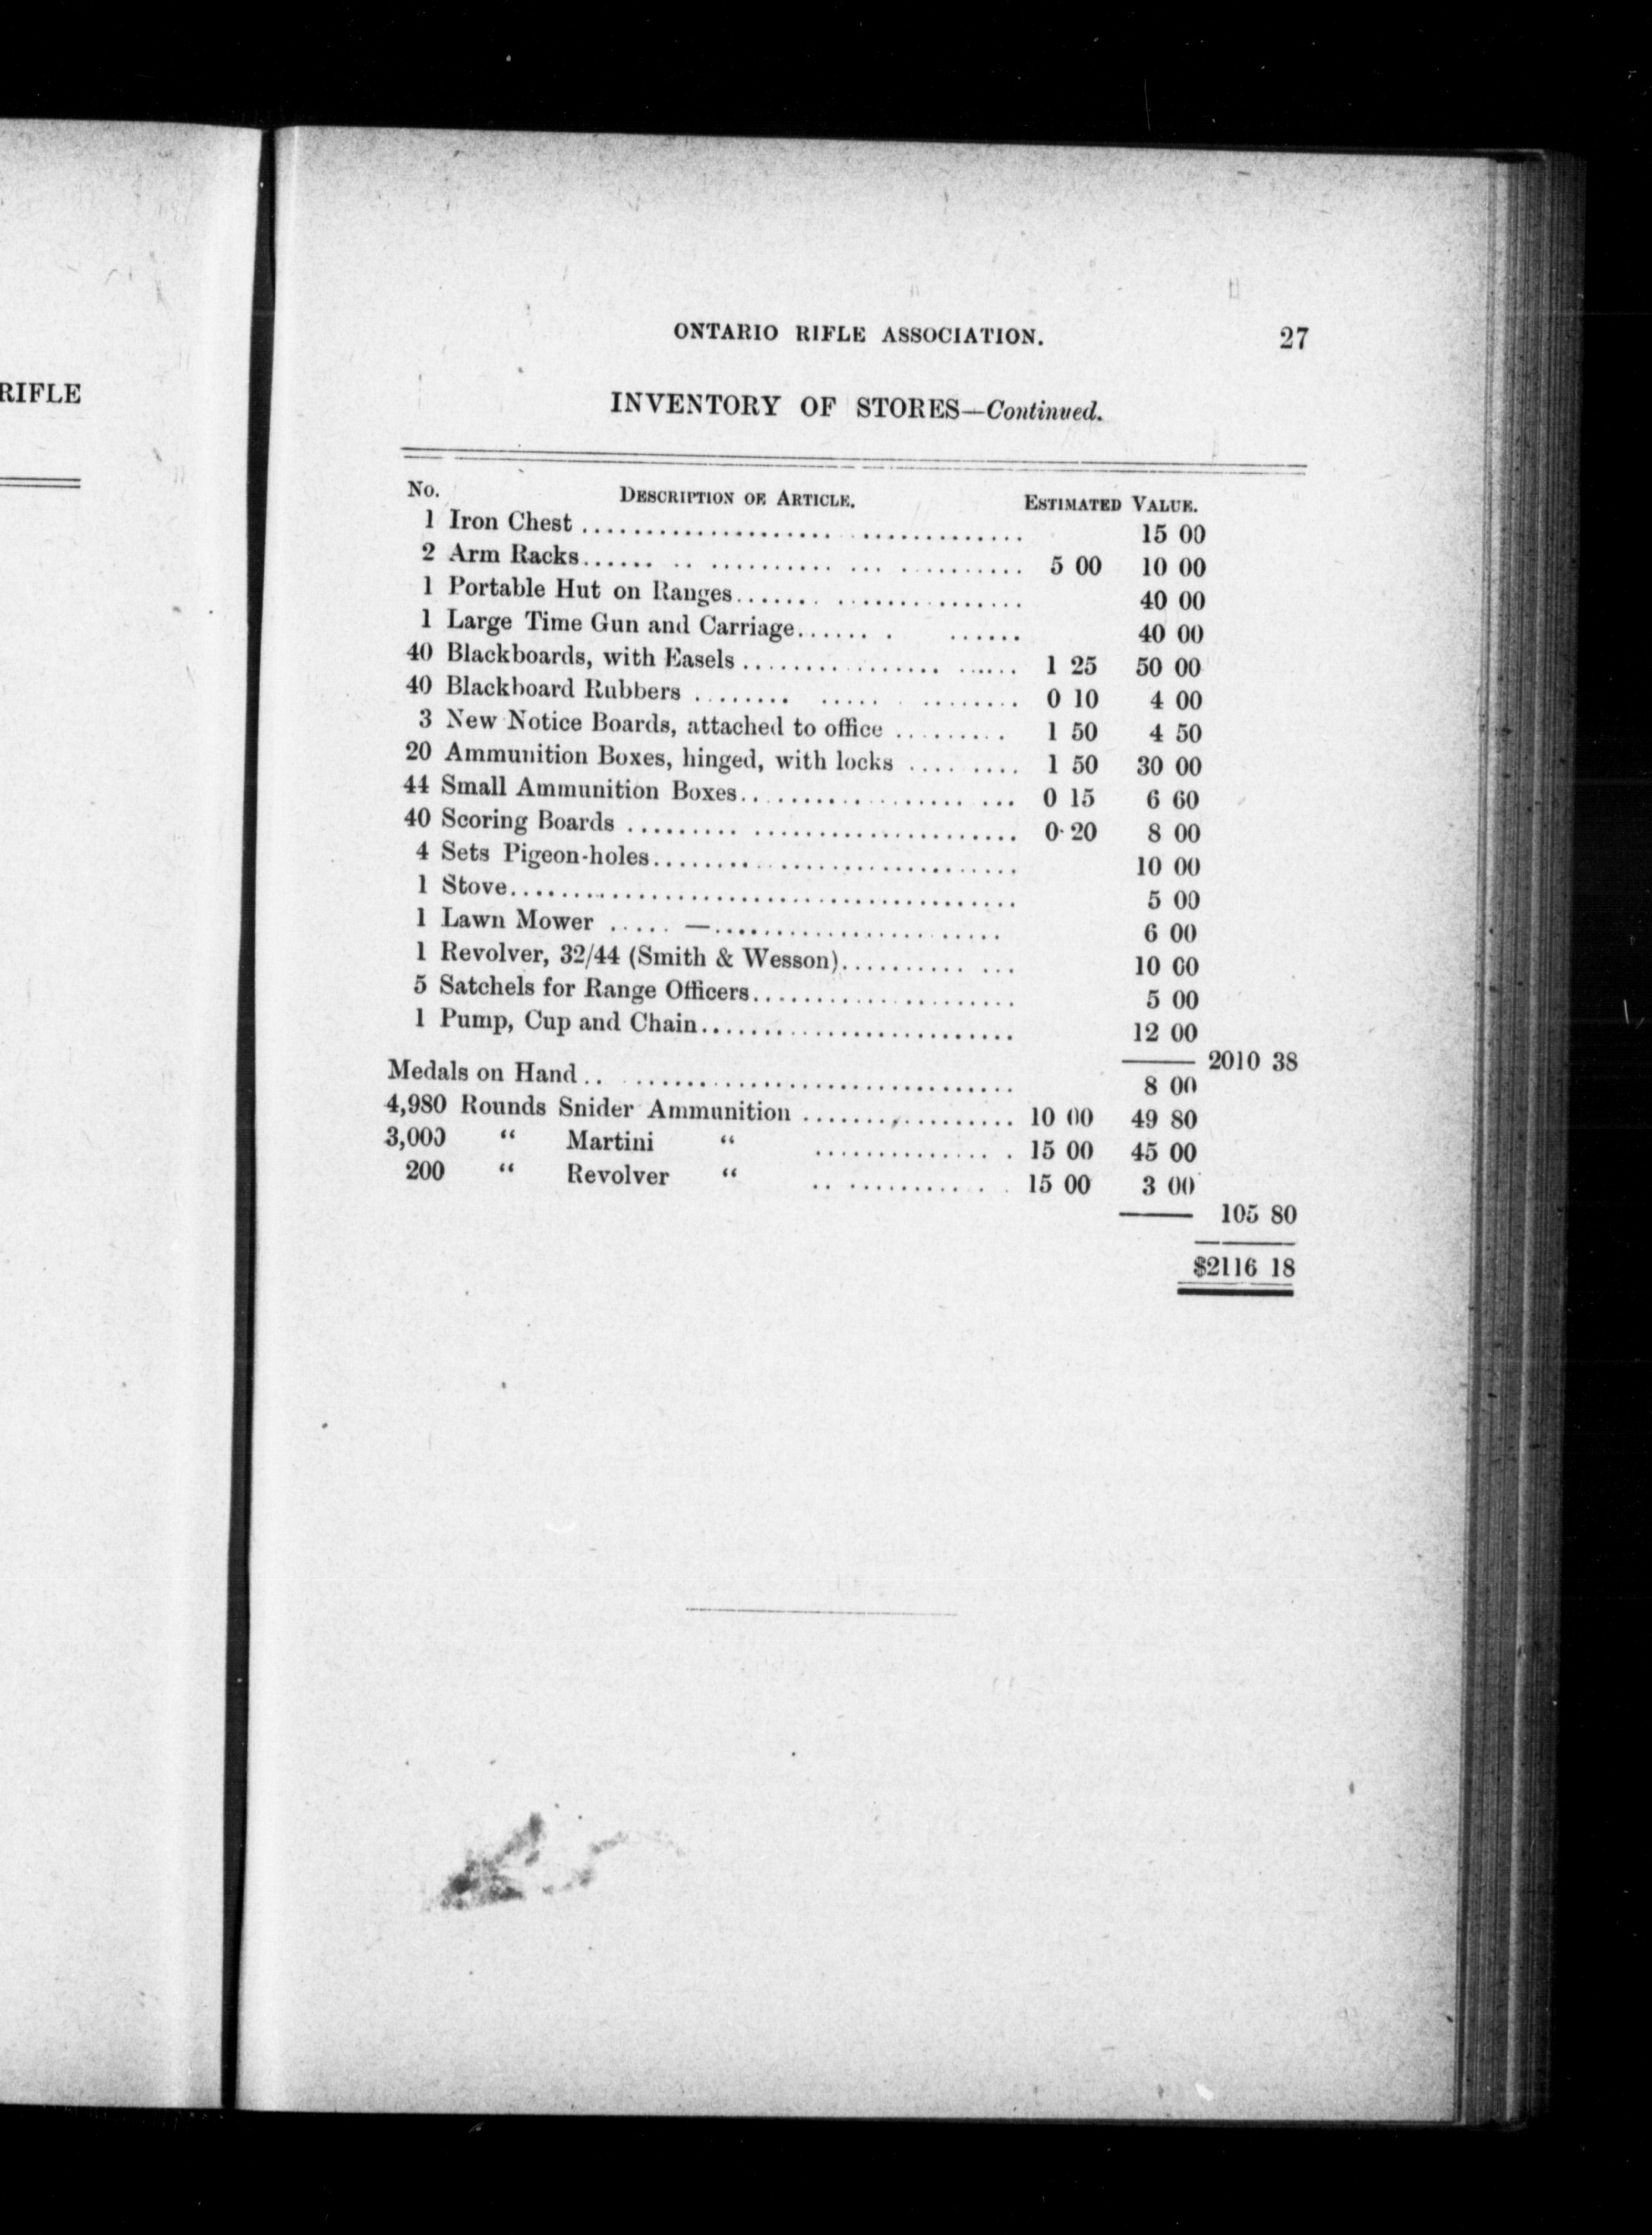 RIFLE
ONTARIO RIFLE ASSOCIATION. 27
INVENTORY OF STORES—Continued.
No. DESCRIPTION OF ARTICLE. ESTIMATED VALUE.
1 Iron Chest ........................................ 15 00
2 Arm Racks........................................ 5 00 10 00
1 Portable Hut on Ranges........................ 40 00
1 Large Time Gun and Carriage.............. 40 00
40 Blackboards, with Easels ...................... 1 25 50 00
40 Blackboard Rubbers ...................... 0 10 4 00
3 New Notice Boards, attached to office ......... 1 50 4 50
20 Ammunition Boxes, hinged, with locks ......... 1 50 30 00
44 Small Ammunition Boxes........................ 0 15 6 60
40 Scoring Boards .............................. 0 20 8 00
4 Sets Pigeon-holes.............................. 10 00
1 Stove........................................ 5 00
1 Lawn Mower ..... —....................... 6 00
1 Revolver, 32/44 (Smith & Wesson).............. 10 00
5 Satchels for Range Officers..................... 5 00
1 Pump, Cup and Chain......................... 12 00
2010 38
Medals on Hand .................................. 8 00
4,980 Rounds Snider Ammunition .................. 10 00 49 80
3,000 “ Martini “ ................ 15 00 45 00
200 “ Revolver “ ................ 15 00 3 00
105 80
$2116 18